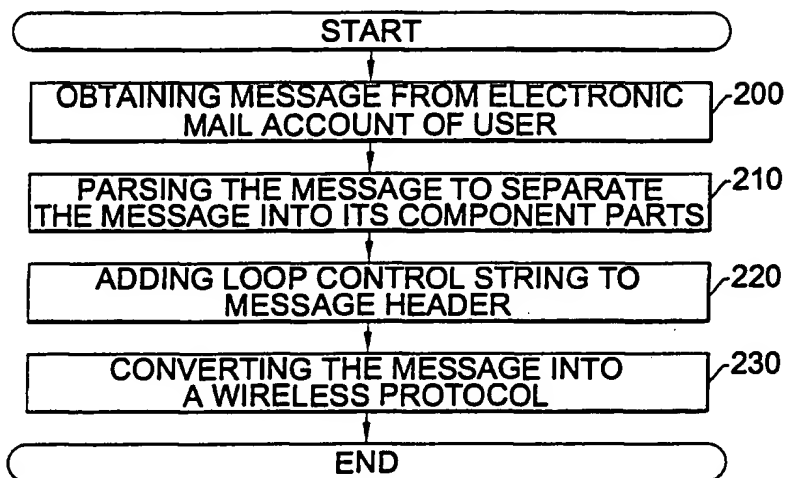 START
OBTAINING MESSAGE FROM ELECTRONIC
MAIL ACCOUNT OF USER
200
PARSING THE MESSAGE TO SEPARATE
THE MESSAGE INTO ITS COMPONENT PARTS
210
ADDING LOOP CONTROL STRING TO
MESSAGE HEADER
220
CONVERTING THE MESSAGE INTO
A WIRELESS PROTOCOL
230
END